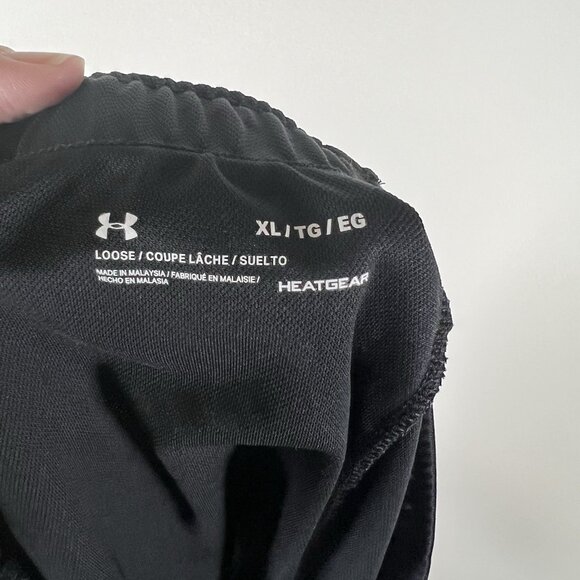 XL / TG / EG
LOOSE / COUPE LÂCHE / SUELTO
MADE IN MALAYSIA / FABRIQUÉ EN MALAISIE /
HECHO EN MALASIA
HEATGEAR